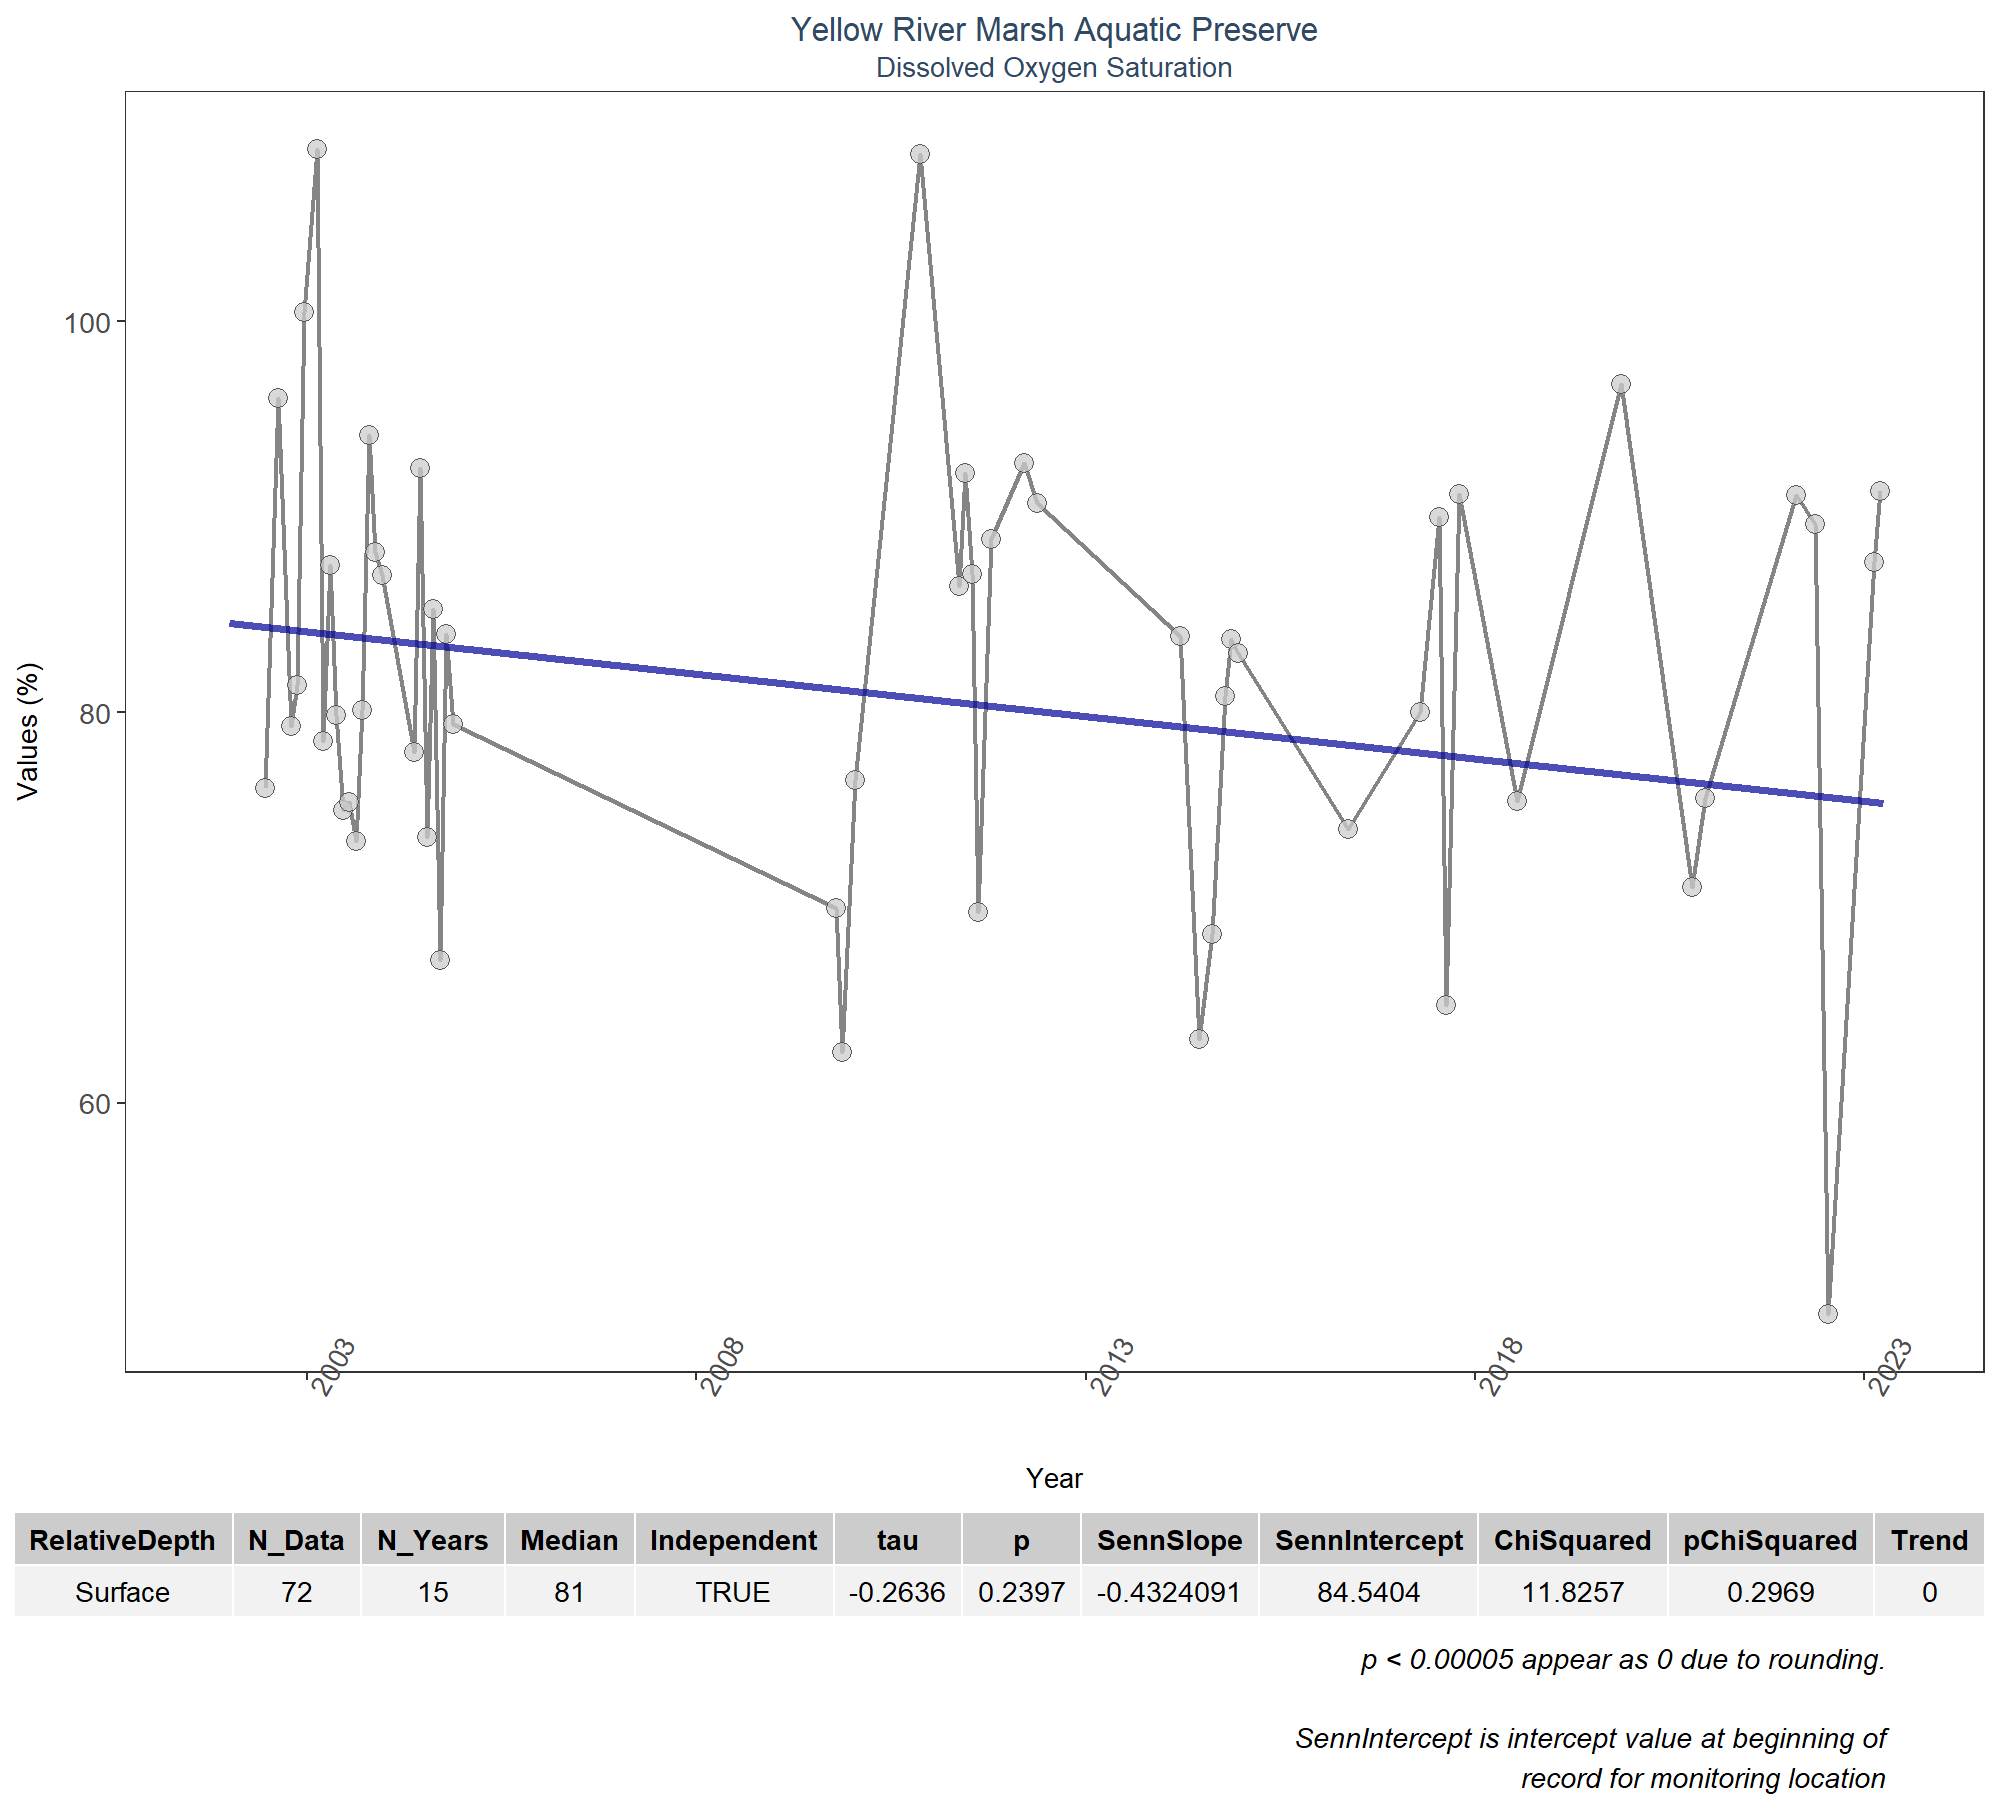 Yellow River Marsh Aquatic Preserve
Dissolved Oxygen Saturation
Values (%)
100
80
60
2003 2008 2013 2018 2023
Year
RelativeDepth N_Data N_Years Median Independent tau p SennSlope SennIntercept ChiSquared pChiSquared Trend
Surface 72 15 81 TRUE -0.2636 0.2397 -0.4324091 84.5404 11.8257 0.2969 0
p < 0.00005 appear as 0 due to rounding.
SennIntercept is intercept value at beginning of
record for monitoring location